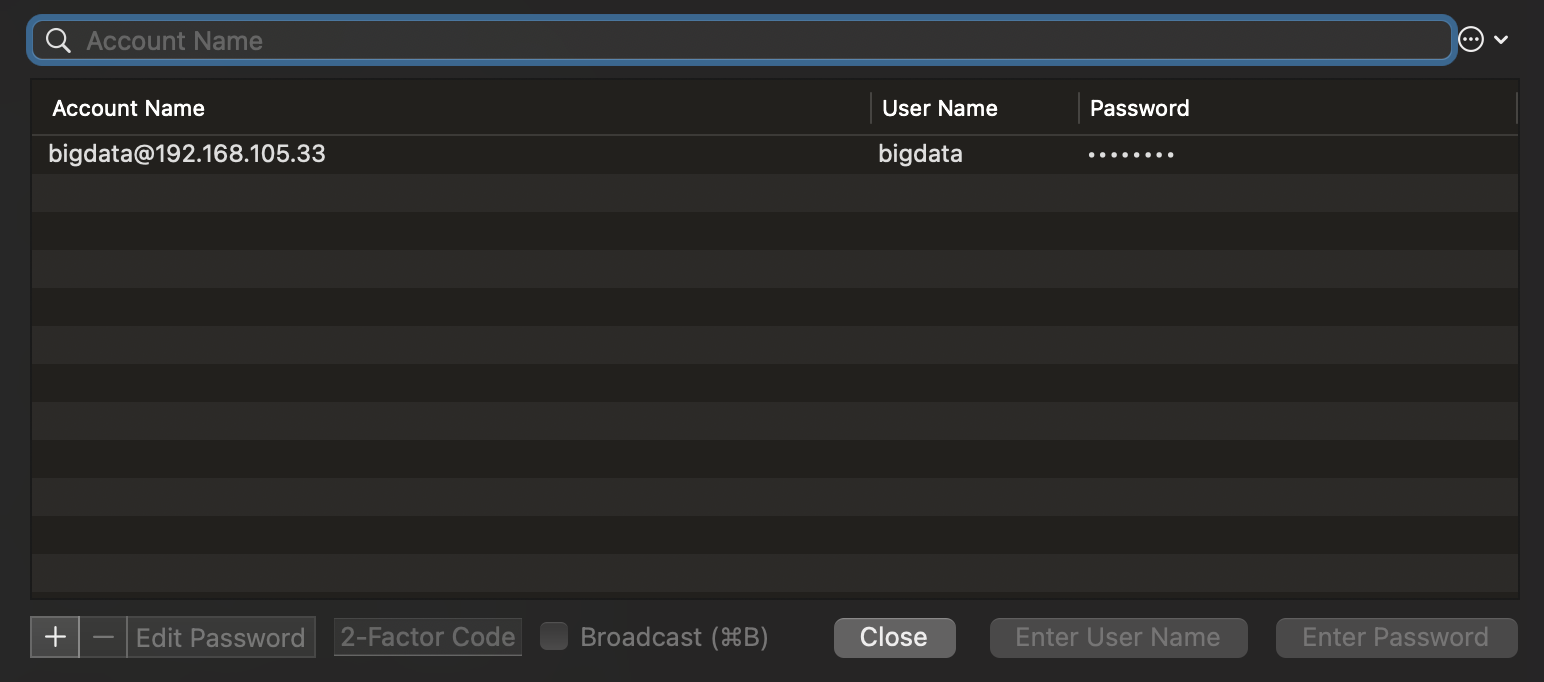 Account Name
Account Name User Name Password
bigdata@192.168.105.33 bigdata ••••••••
+ − Edit Password 2-Factor Code Broadcast (⌘B) Close Enter User Name Enter Password